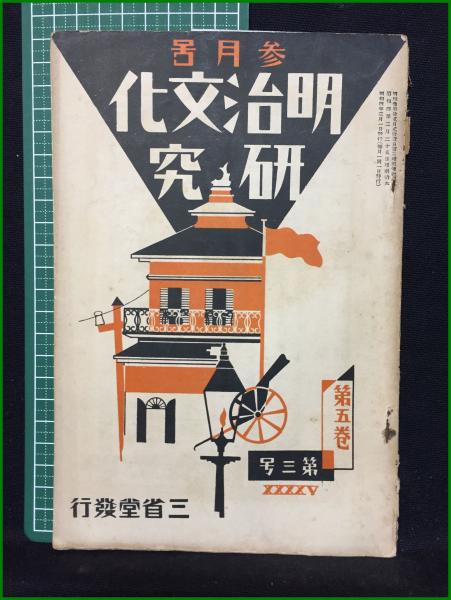 参月号
明治文化
研究
第五巻
第三号
三省堂發行